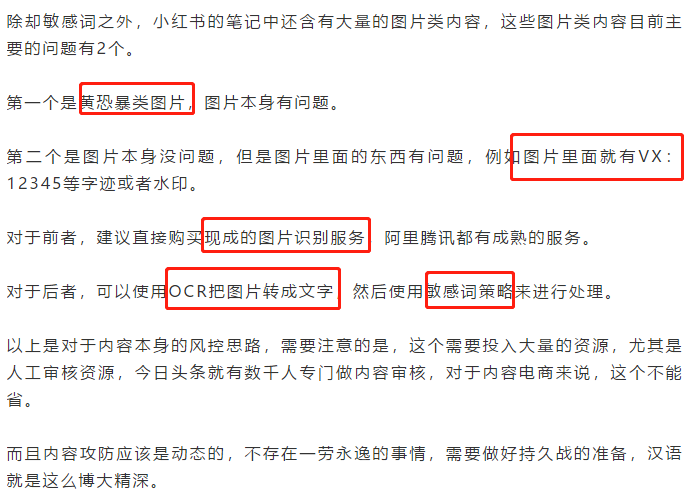 除却敏感词之外，小红书的笔记中还含有大量的图片类内容，这些图片类内容目前主
要的问题有2个。
第一个是黄恐暴类图片，图片本身有问题。
第二个是图片本身没问题，但是图片里面的东西有问题，例如图片里面就有VX：
12345等字迹或者水印。
对于前者，建议直接购买现成的图片识别服务，阿里腾讯都有成熟的服务。
对于后者，可以使用OCR把图片转成文字，然后使用敏感词策略来进行处理。
以上是对于内容本身的风控思路，需要注意的是，这个需要投入大量的资源，尤其是
人工审核资源，今日头条就有数千人专门做内容审核，对于内容电商来说，这个不能
省。
而且内容攻防应该是动态的，不存在一劳永逸的事情，需要做好持久战的准备，汉语
就是这么博大精深。